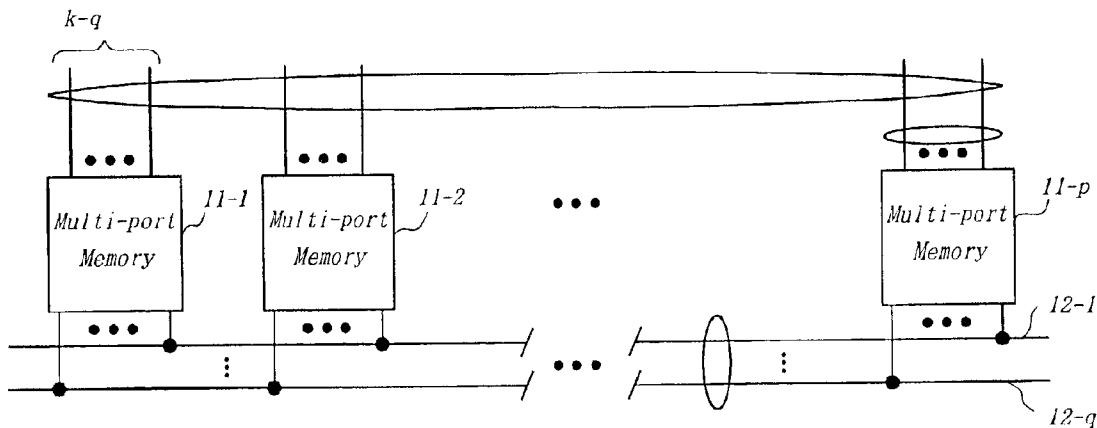 k-q
Multi-port
Memory
11-1
Multi-port
Memory
11-2
Multi-port
Memory
11-p
12-1
12-q